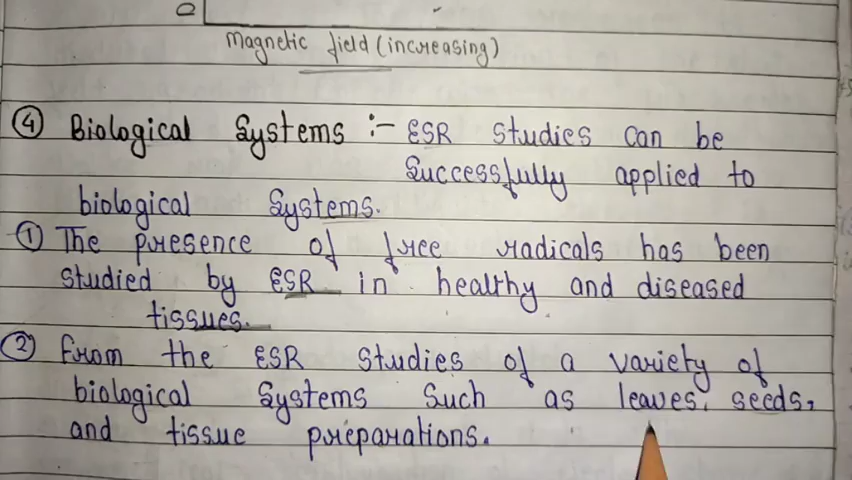 0
Magnetic field (increasing)
④ Biological Systems :- ESR studies can be
Successfully applied to
biological Systems.
① The presence of free radicals has been
studied by ESR in healthy and diseased
tissues.
② From the ESR Studies of a variety of
biological Systems Such as leaves, seeds,
and tissue preparations.